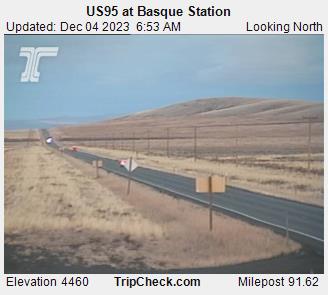 US95 at Basque Station
Updated: Dec 04 2023 6:53 AM Looking North
Elevation 4460 TripCheck.com Milepost 91.62